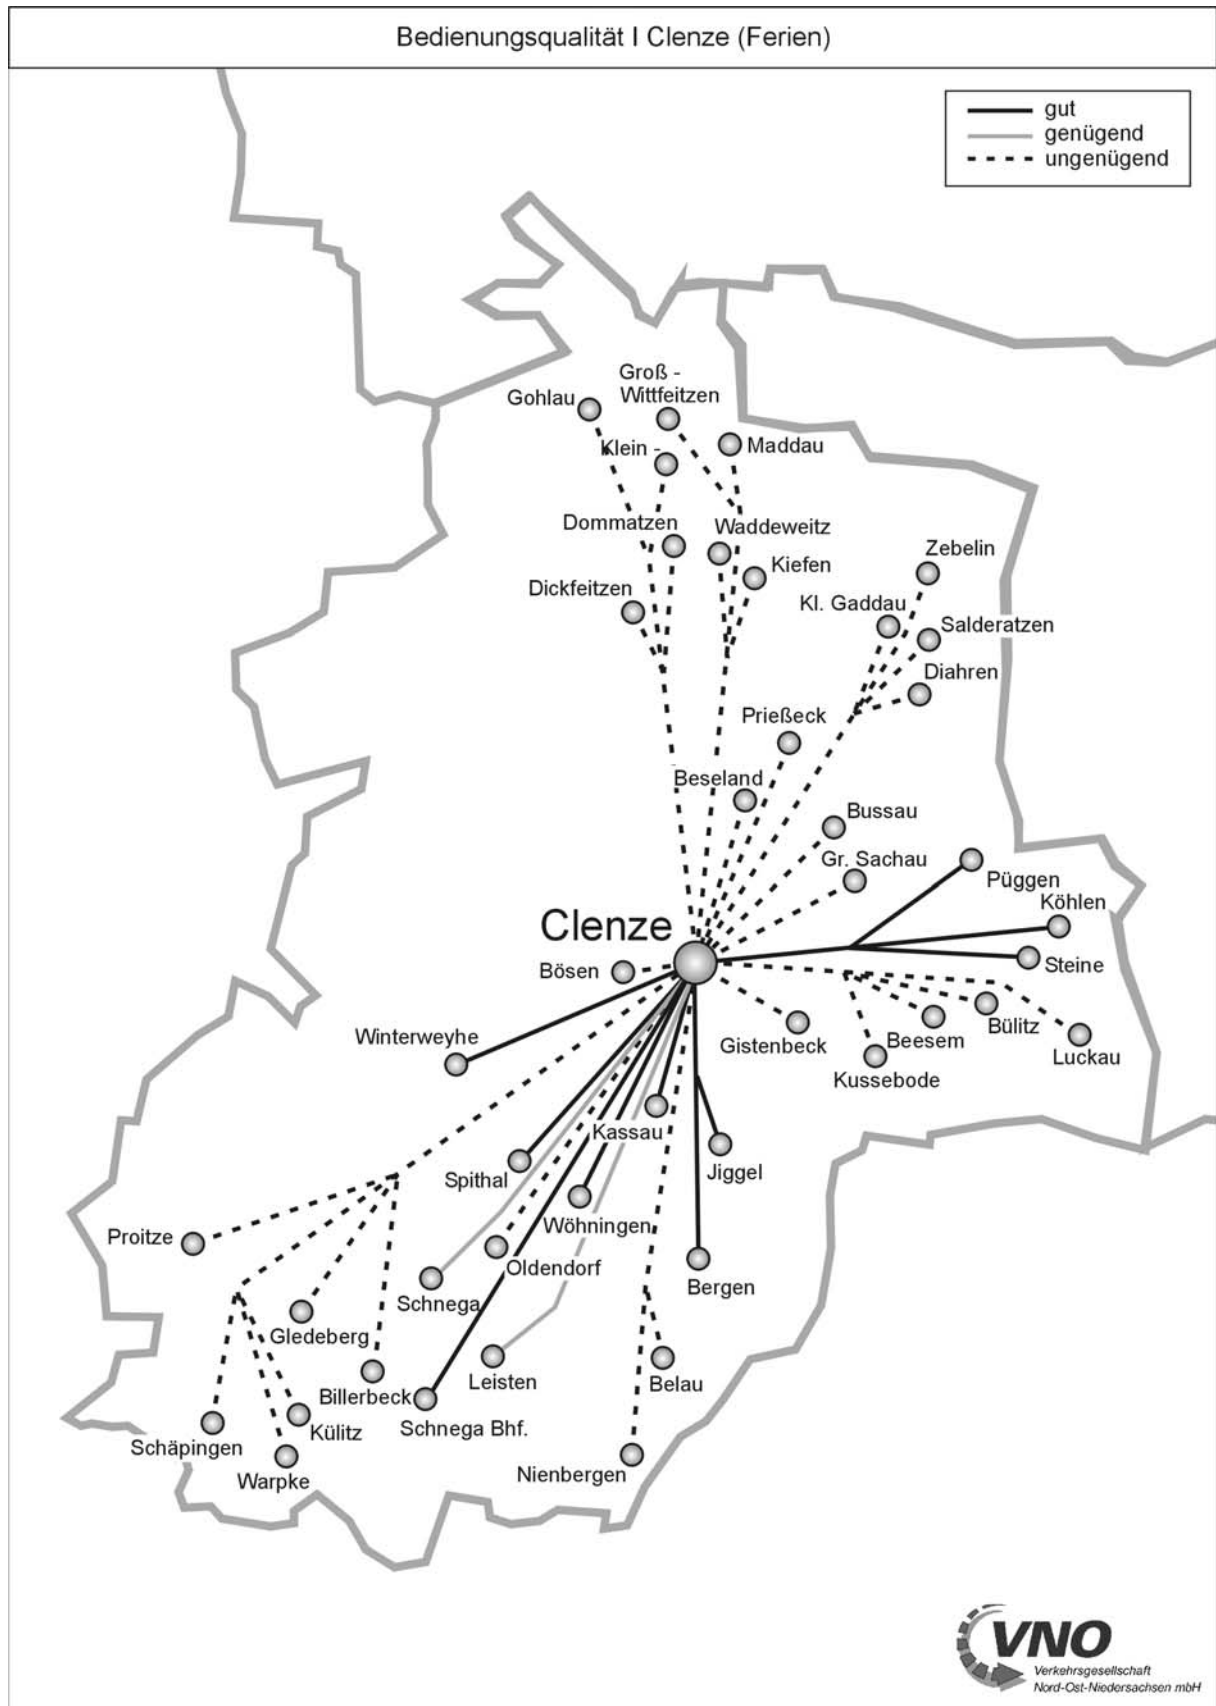 Bedienungsqualität I Clenze (Ferien)
gut
genügend
ungenügend
Groß -
Wittfeitzen
Gohlau
Klein -
Maddau
Dommatzen
Waddeweitz
Kiefen
Zebelin
Dickfeitzen
Kl. Gaddau
Salderatzen
Diahren
Prießeck
Beseland
Bussau
Gr. Sachau
Püggen
Köhlen
Clenze
Steine
Bösen
Winterweyhe
Gistenbeck
Beesem
Bülitz
Luckau
Kussebode
Kassau
Jiggel
Spithal
Wöhningen
Proitze
Oldendorf
Bergen
Schnega
Gledeberg
Leisten
Belau
Billerbeck
Schnega Bhf.
Külitz
Schäpingen
Warpke
Nienbergen
VNO
Verkehrsgesellschaft
Nord-Ost-Niedersachsen mbH